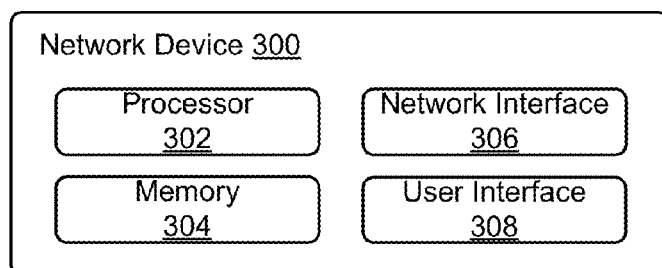 Network Device 300
Processor
302
Network Interface
306
Memory
304
User Interface
308